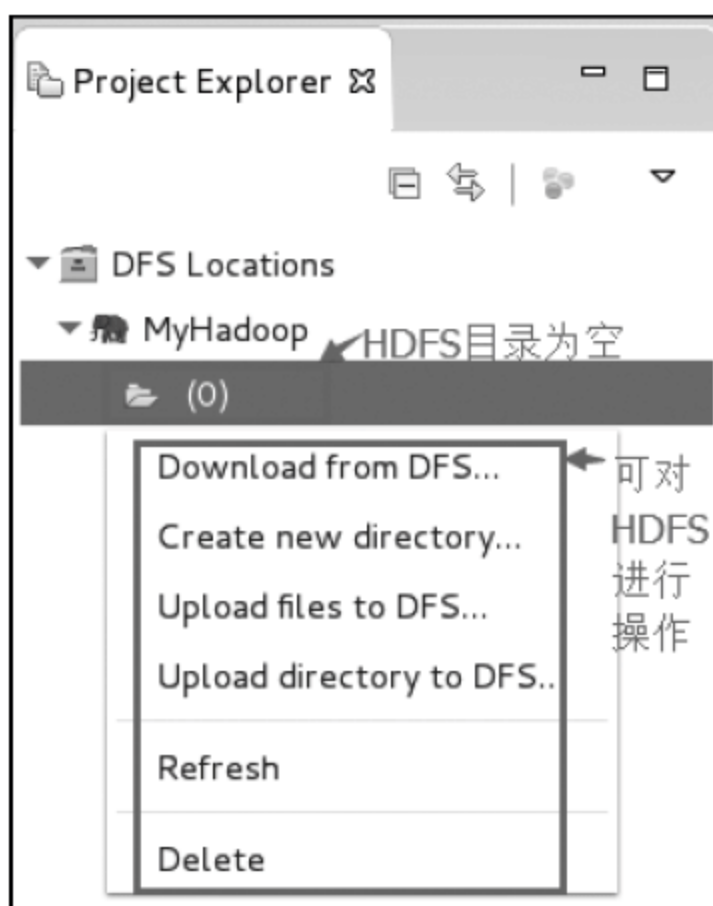 Project Explorer
DFS Locations
MyHadoop
HDFS目录为空
(0)
Download from DFS...
Create new directory...
Upload files to DFS...
Upload directory to DFS..
Refresh
Delete
可对
HDFS
进行
操作